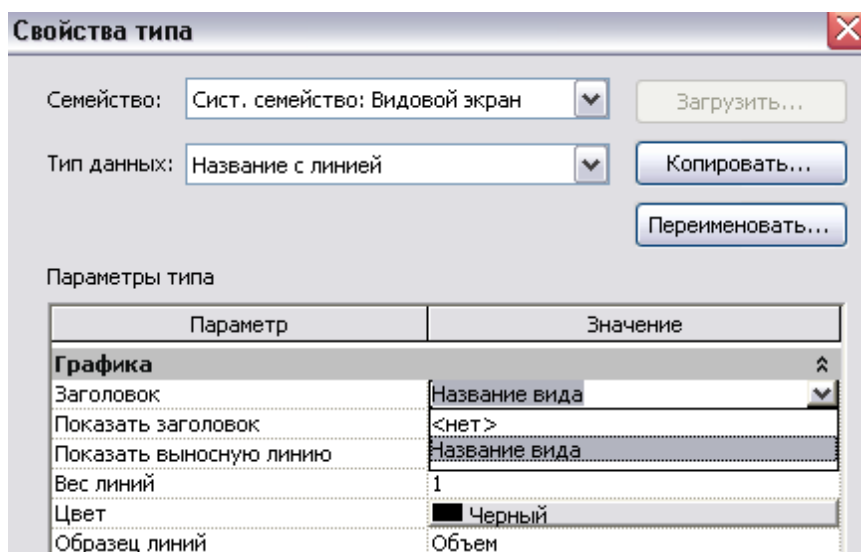 Свойства типа
Семейство: Сист. семейство: Видовой экран Загрузить...
Тип данных: Название с линией Копировать...
Переименовать...
Параметры типа
Параметр Значение
Графика
Заголовок Название вида
Показать заголовок <нет>
Показать выносную линию Название вида
Вес линий 1
Цвет Черный
Образец линий Объем